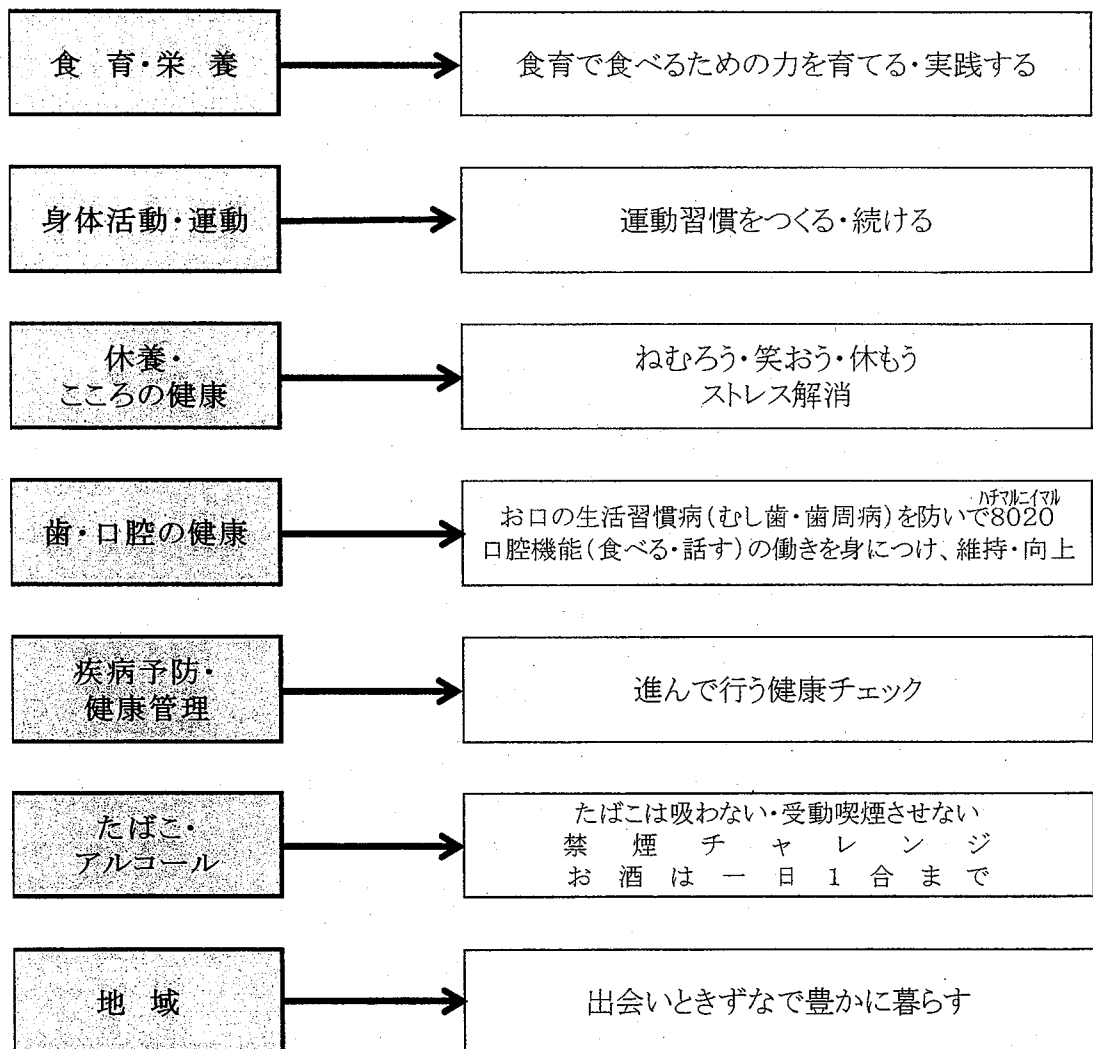 食 育・栄 養
食育で食べるための力を育てる・実践する
身体活動・運動
運動習慣をつくる・続ける
休養・
こころの健康
ねむろう・笑おう・休もう
ストレス解消
歯・口腔の健康
ハチマルニイマル
お口の生活習慣病(むし歯・歯周病)を防いで8020
口腔機能(食べる・話す)の働きを身につけ、維持・向上
疾病予防・
健康管理
進んで行う健康チェック
たばこ・
アルコール
たばこは吸わない・受動喫煙させない
禁煙チャレンジ
お酒は一日1合まで
地 域
出会いときずなで豊かに暮らす